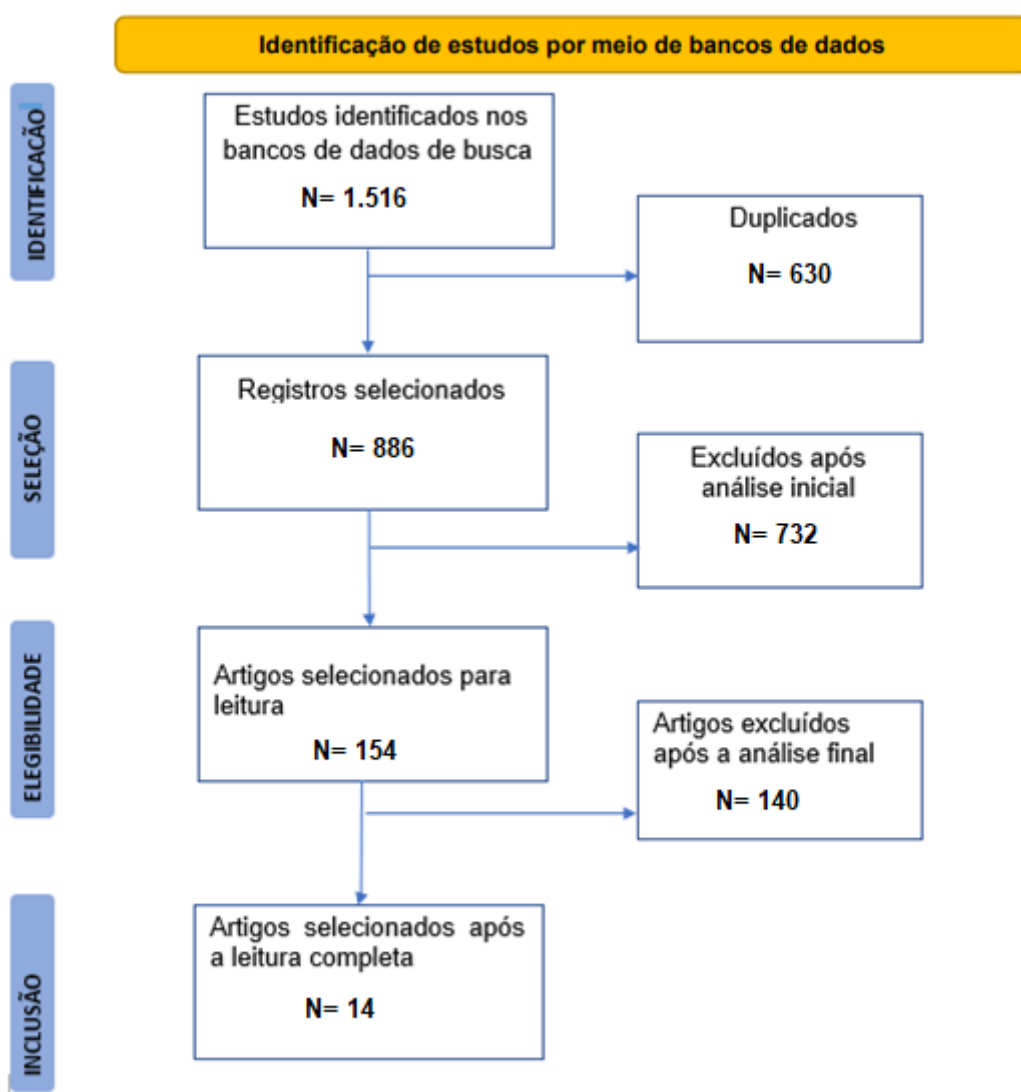 Identificação de estudos por meio de bancos de dados
IDENTIFICAÇÃO
Estudos identificados nos
bancos de dados de busca
N= 1.516
Duplicados
N= 630
SELEÇÃO
Registros selecionados
N= 886
Excluídos após
análise inicial
N= 732
ELEGIBILIDADE
Artigos selecionados para
leitura
N= 154
Artigos excluídos
após a análise final
N= 140
INCLUSÃO
Artigos selecionados após
a leitura completa
N= 14